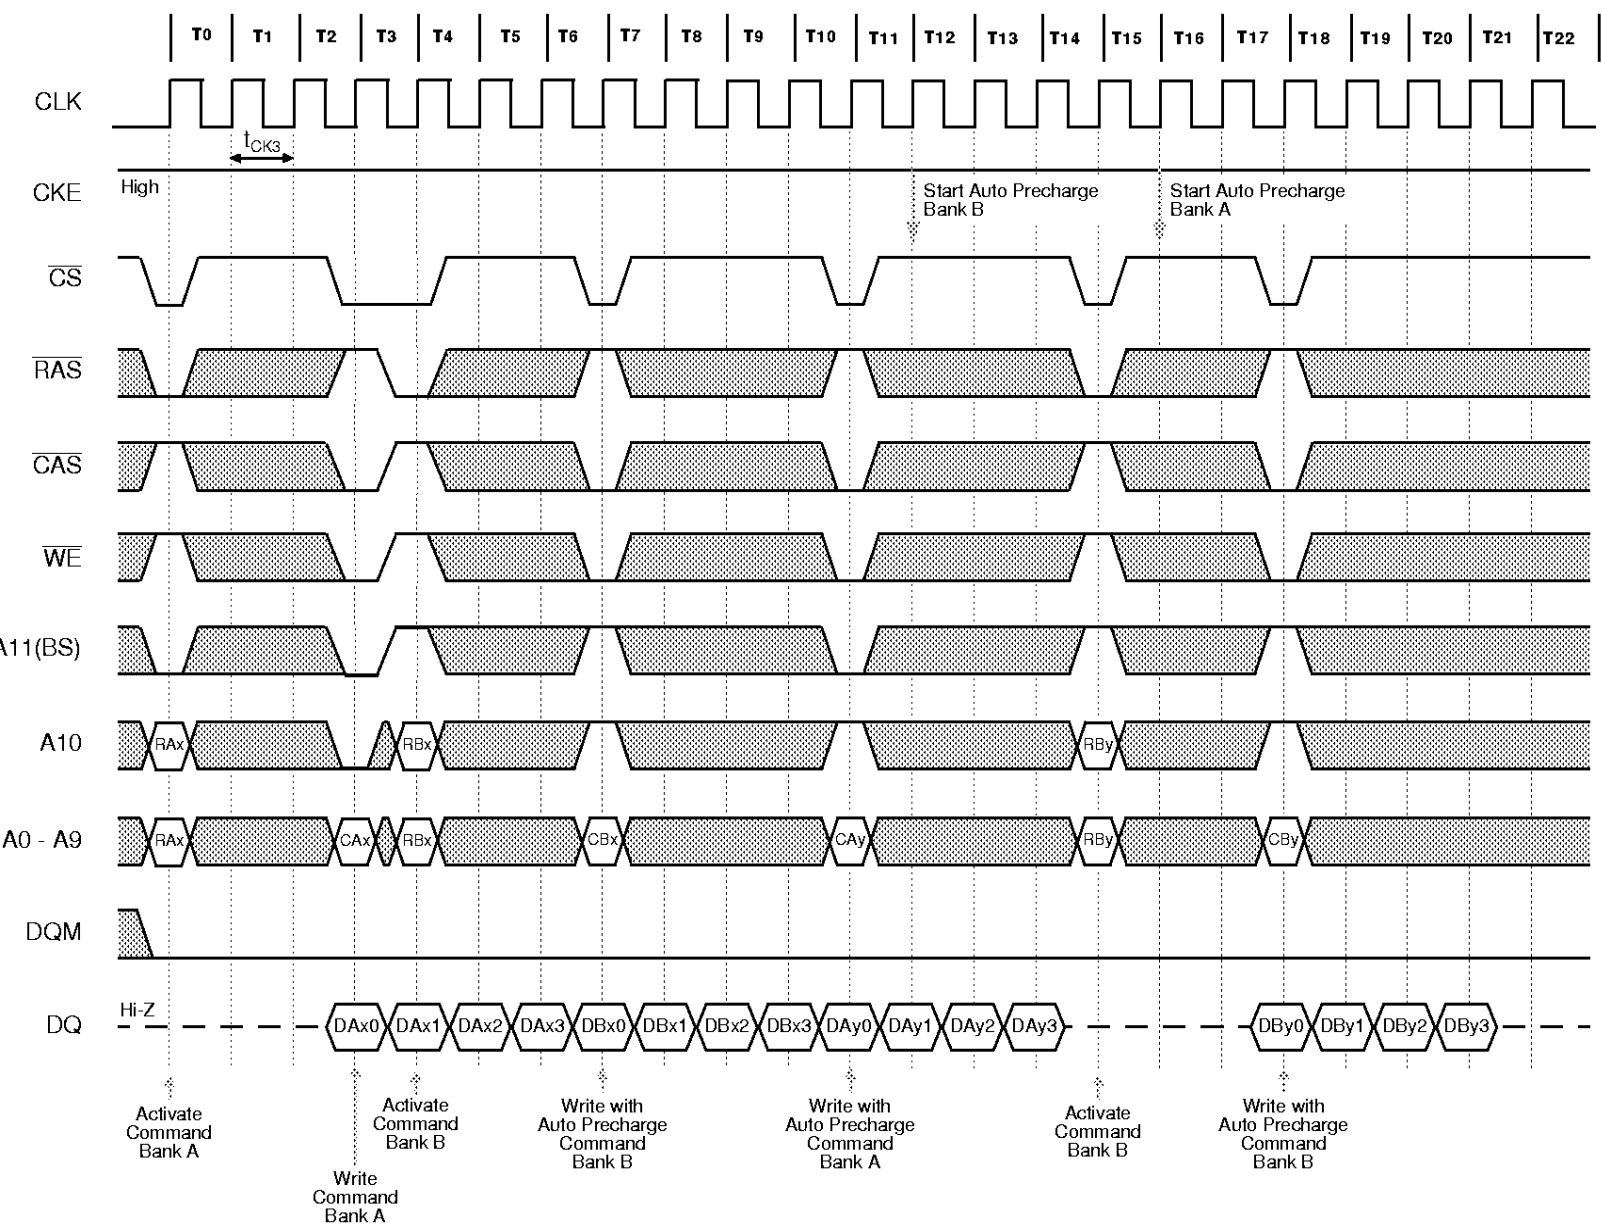 T0 T1 T2 T3 T4 T5 T6 T7 T8 T9 T10 T11 T12 T13 T14 T15 T16 T17 T18 T19 T20 T21 T22
CLK
tCK3
CKE
High
Start Auto Precharge
Bank B
Start Auto Precharge
Bank A
CS
RAS
CAS
WE
A11(BS)
A10 RAx RBx RBy
A0 - A9 RAx CAx RBx CBx CAy RBy CBy
DQM
Hi-Z
DQ DAx0 DAx1 DAx2 DAx3 DBx0 DBx1 DBx2 DBx3 DAy0 DAy1 DAy2 DAy3 DBy0 DBy1 DBy2 DBy3
Activate
Command
Bank A
Write
Command
Bank A
Activate
Command
Bank B
Write with
Auto Precharge
Command
Bank B
Write with
Auto Precharge
Command
Bank A
Activate
Command
Bank B
Write with
Auto Precharge
Command
Bank B